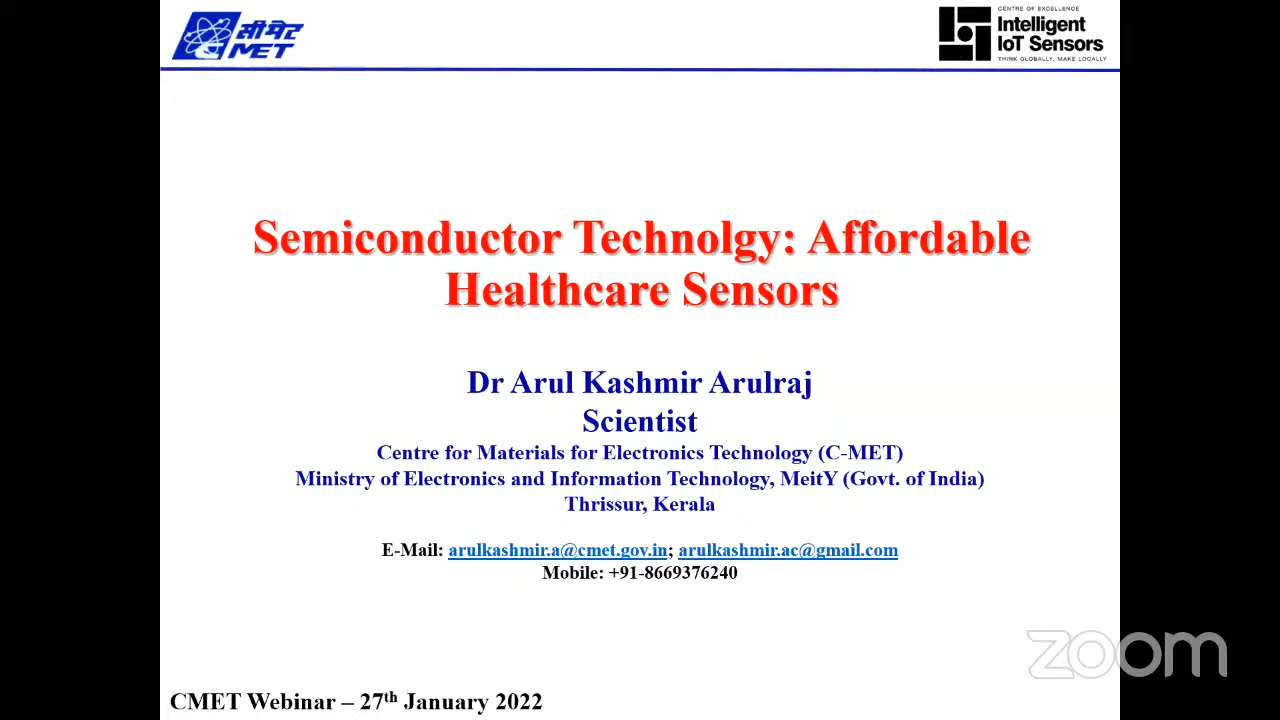 सीमेट
C-MET
CENTRE OF EXCELLENCE
Intelligent
IoT Sensors
THINK GLOBALLY, MAKE LOCALLY
Semiconductor Technolgy: Affordable
Healthcare Sensors
Dr Arul Kashmir Arulraj
Scientist
Centre for Materials for Electronics Technology (C-MET)
Ministry of Electronics and Information Technology, MeitY (Govt. of India)
Thrissur, Kerala
E-Mail: arulkashmir.a@cmet.gov.in; arulkashmir.ac@gmail.com
Mobile: +91-8669376240
zoom
CMET Webinar – 27th January 2022